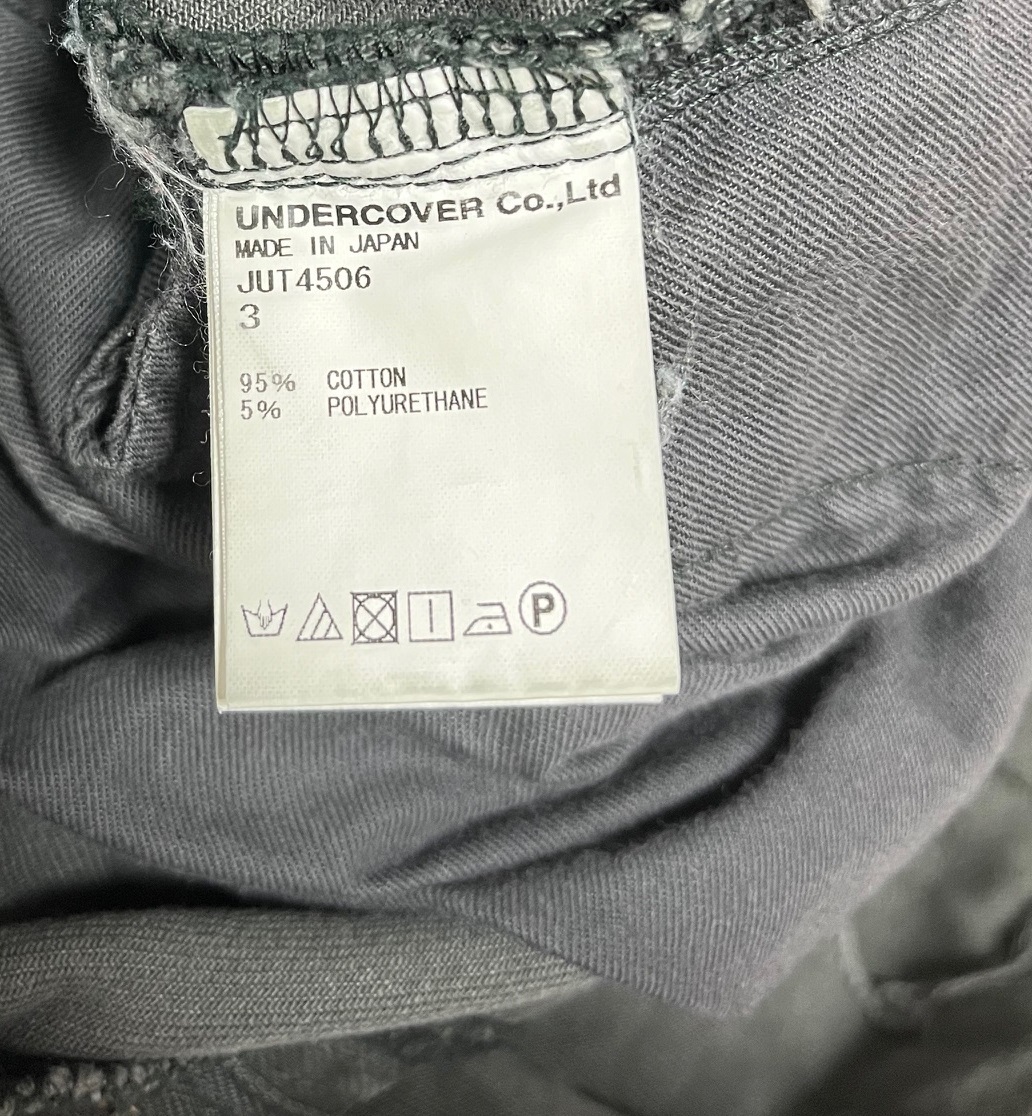 UNDERCOVER Co.,Ltd
MADE IN JAPAN
JUT4506
3
95% COTTON
5% POLYURETHANE
P